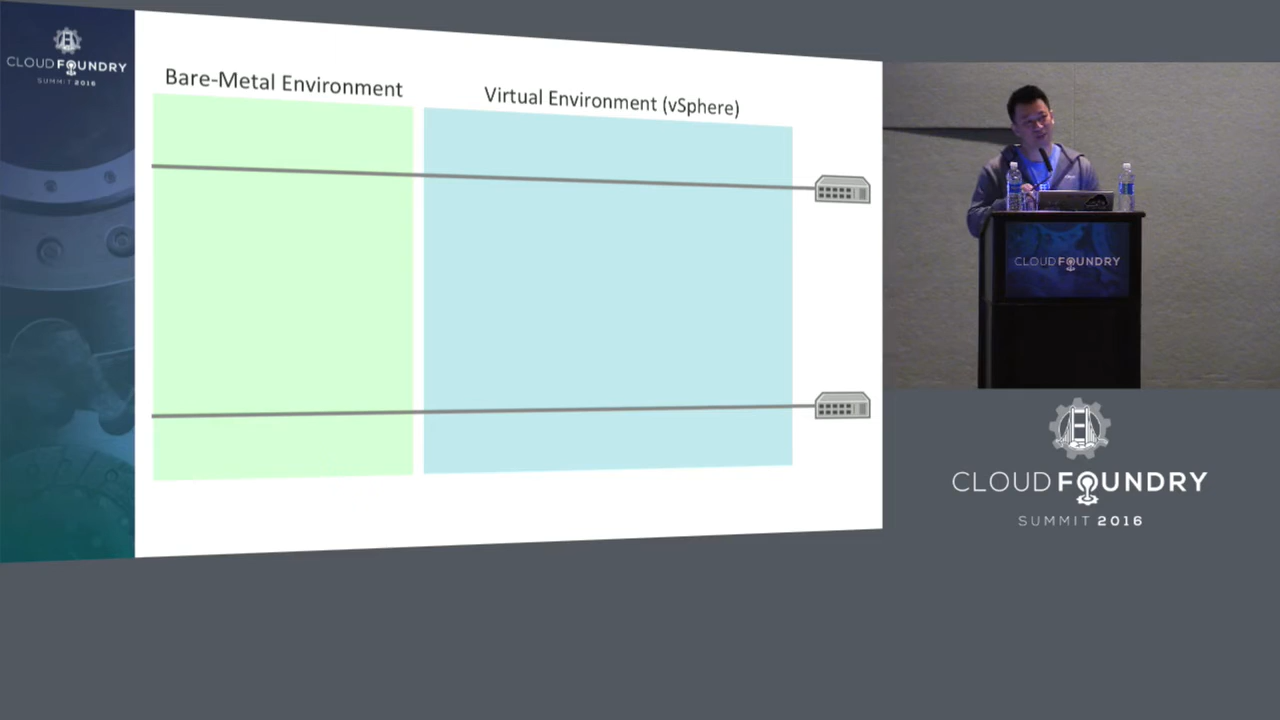 CLOUD FOUNDRY
SUMMIT 2016
Bare-Metal Environment
Virtual Environment (vSphere)
CLOUD FOUNDRY
CLOUD FOUNDRY
SUMMIT 2016